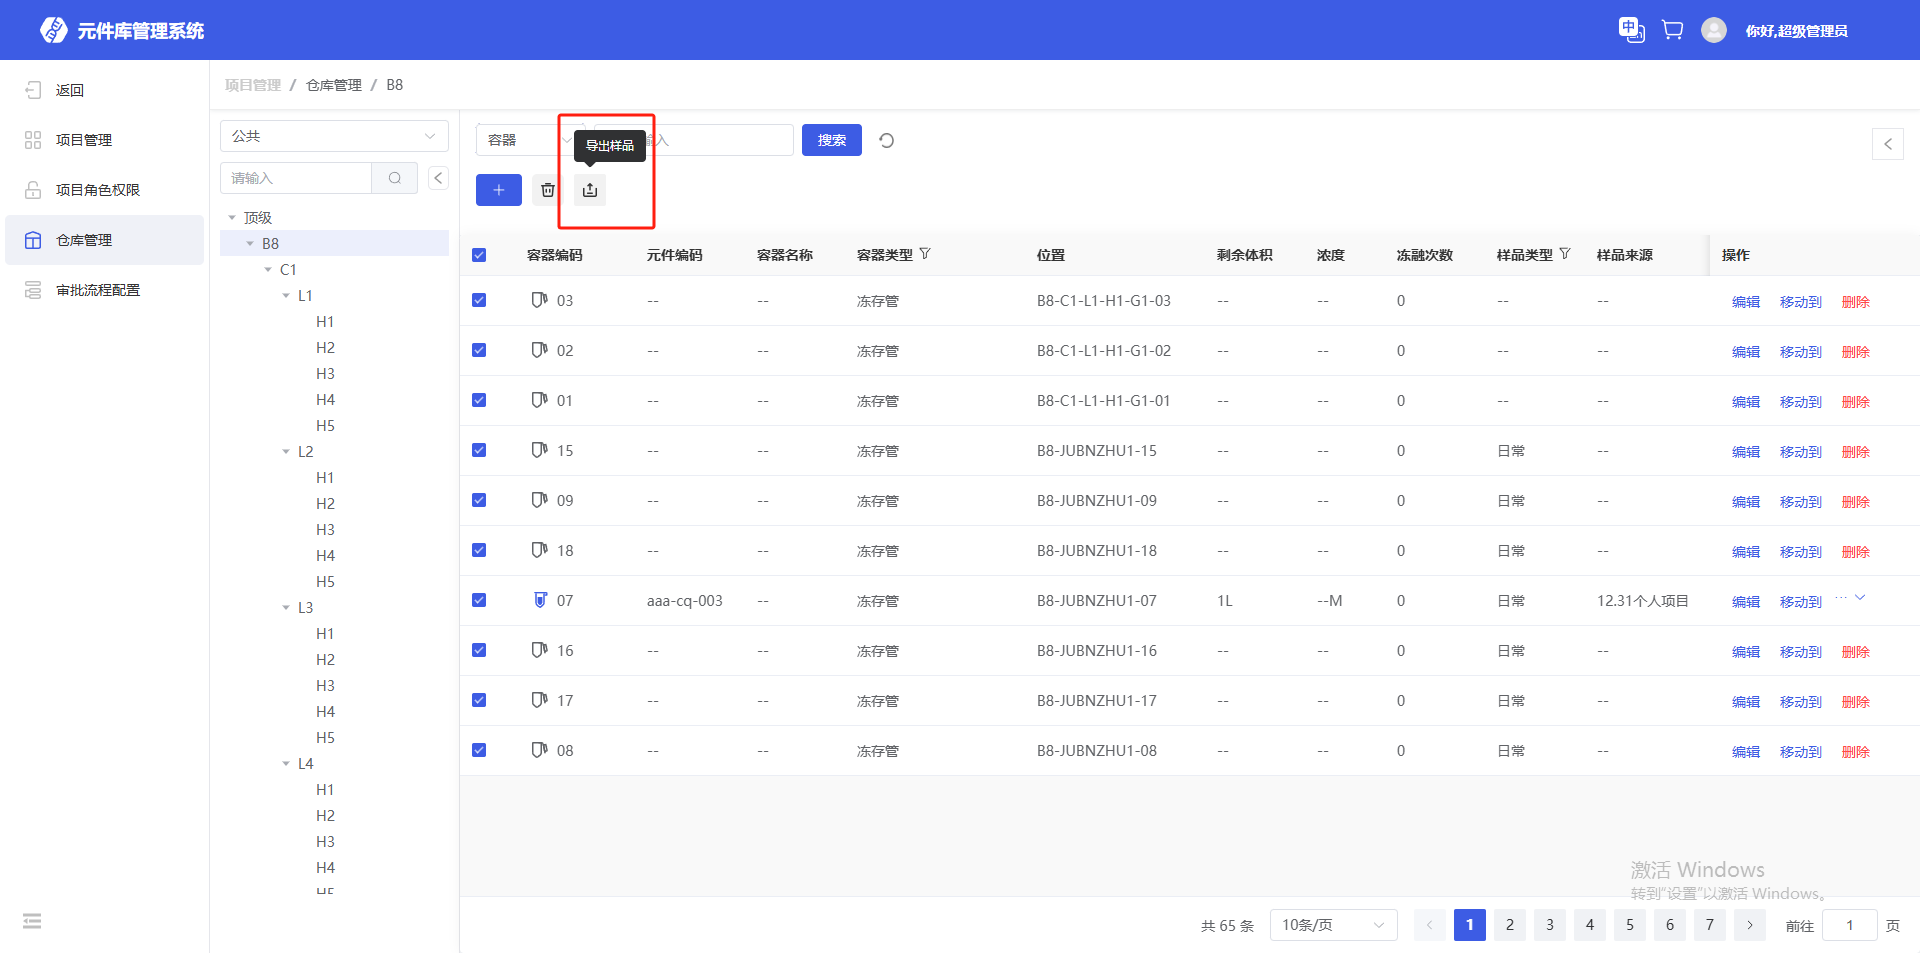 元件库管理系统
中
你好,超级管理员
返回
项目管理
项目角色权限
仓库管理
审批流程配置
项目管理 / 仓库管理 / B8
公共
请输入
顶级
B8
C1
L1
H1
H2
H3
H4
H5
L2
H1
H2
H3
H4
H5
L3
H1
H2
H3
H4
H5
L4
H1
H2
H3
H4
H5
容器
导出样品
输入
搜索
容器编码 元件编码 容器名称 容器类型 位置 剩余体积 浓度 冻融次数 样品类型 样品来源 操作
03 -- -- 冻存管 B8-C1-L1-H1-G1-03 -- -- 0 -- -- 编辑 移动到 删除
02 -- -- 冻存管 B8-C1-L1-H1-G1-02 -- -- 0 -- -- 编辑 移动到 删除
01 -- -- 冻存管 B8-C1-L1-H1-G1-01 -- -- 0 -- -- 编辑 移动到 删除
15 -- -- 冻存管 B8-JUBNZHU1-15 -- -- 0 日常 -- 编辑 移动到 删除
09 -- -- 冻存管 B8-JUBNZHU1-09 -- -- 0 日常 -- 编辑 移动到 删除
18 -- -- 冻存管 B8-JUBNZHU1-18 -- -- 0 日常 -- 编辑 移动到 删除
07 aaa-cq-003 -- 冻存管 B8-JUBNZHU1-07 1L --M 0 日常 12.31个人项目 编辑 移动到 ...
16 -- -- 冻存管 B8-JUBNZHU1-16 -- -- 0 日常 -- 编辑 移动到 删除
17 -- -- 冻存管 B8-JUBNZHU1-17 -- -- 0 日常 -- 编辑 移动到 删除
08 -- -- 冻存管 B8-JUBNZHU1-08 -- -- 0 日常 -- 编辑 移动到 删除
激活 Windows
转到"设置"以激活 Windows。
共 65 条 10条/页 1 2 3 4 5 6 7 前往 1 页